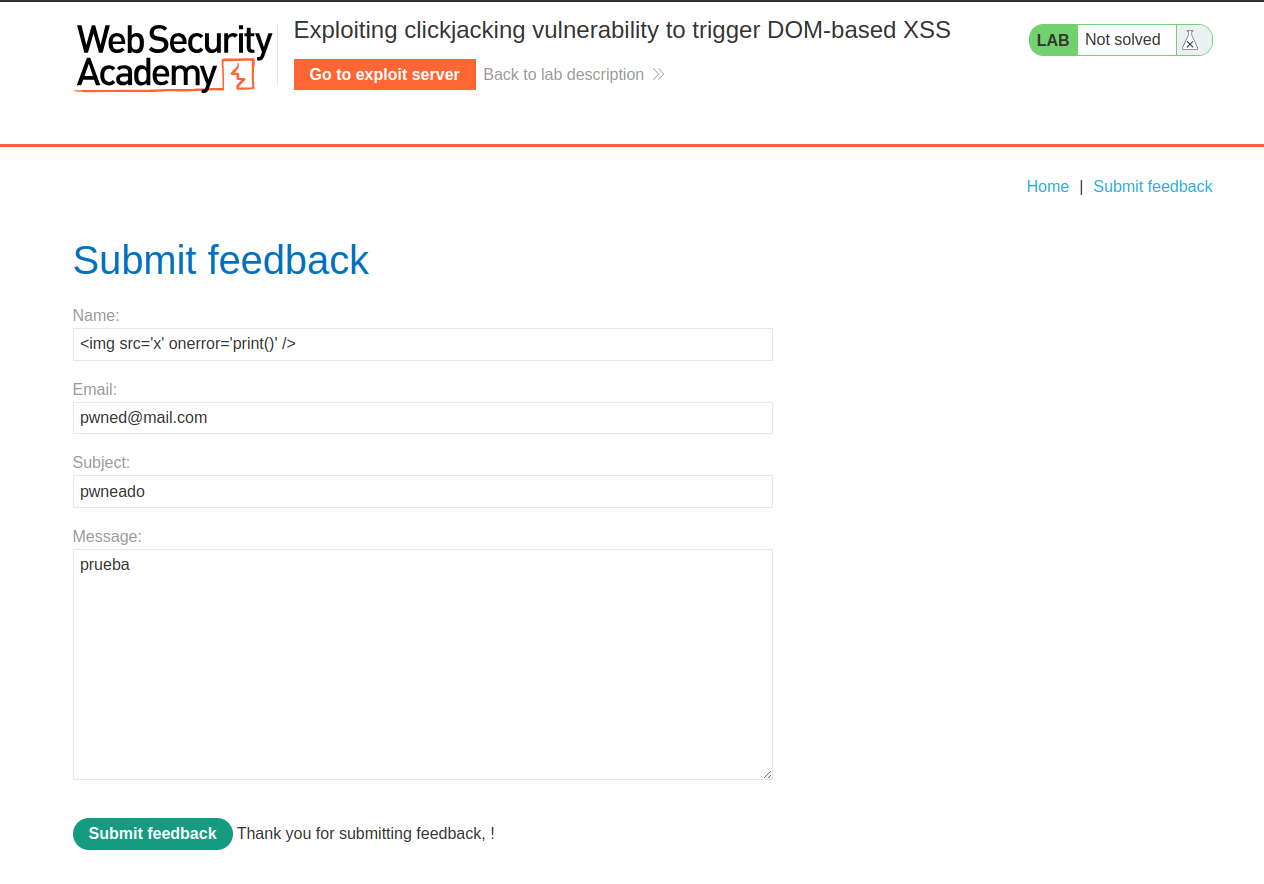 Web Security
Academy
Exploiting clickjacking vulnerability to trigger DOM-based XSS
Go to exploit server
Back to lab description
LAB
Not solved
Home | Submit feedback
Submit feedback
Name:
<img src='x' onerror='print()' />
Email:
pwned@mail.com
Subject:
pwneado
Message:
prueba
Submit feedback Thank you for submitting feedback, !